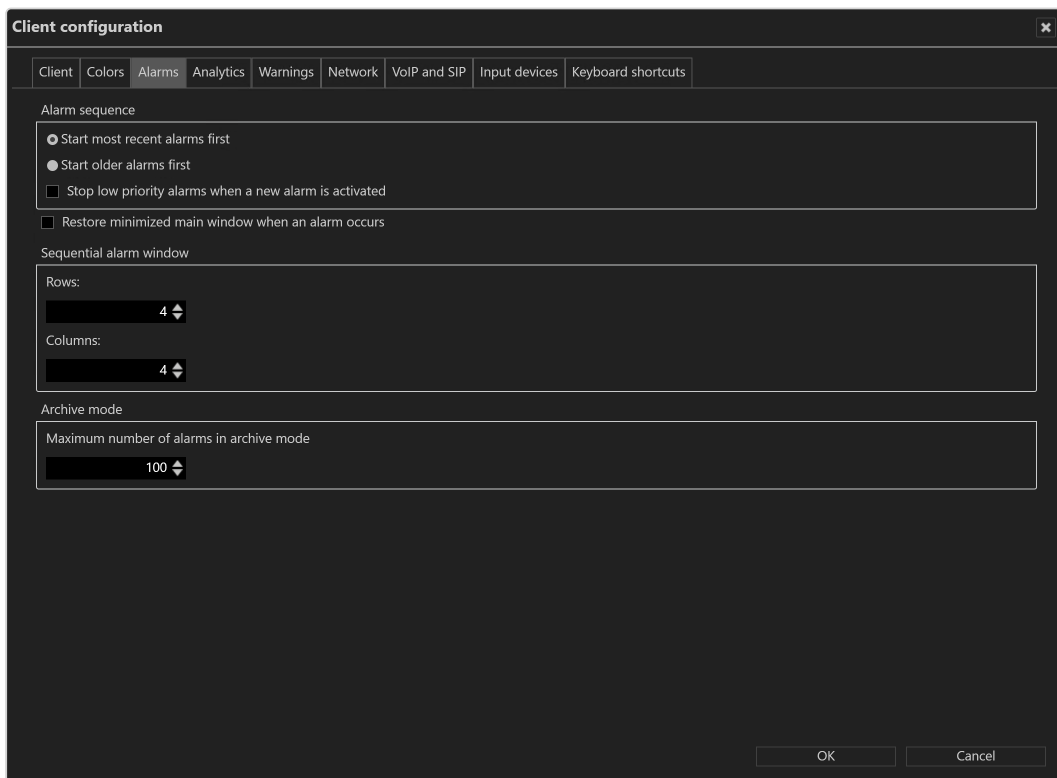 Client configuration
Client Colors Alarms Analytics Warnings Network VoIP and SIP Input devices Keyboard shortcuts
Alarm sequence
Start most recent alarms first
Start older alarms first
Stop low priority alarms when a new alarm is activated
Restore minimized main window when an alarm occurs
Sequential alarm window
Rows:
4
Columns:
4
Archive mode
Maximum number of alarms in archive mode
100
OK Cancel